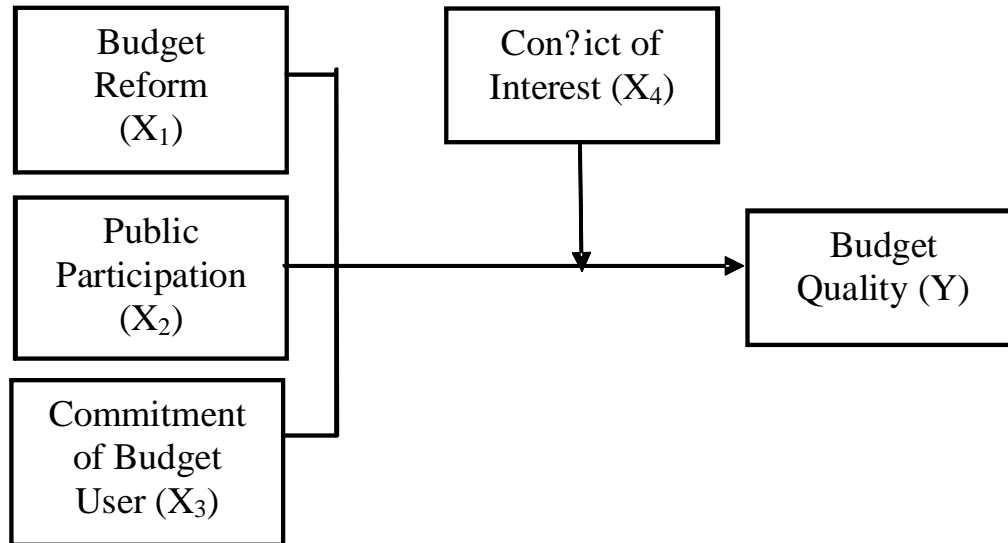 Budget
Reform
(X₁)
Con?ict of
Interest (X₄)
Public
Participation
(X₂)
Budget
Quality (Y)
Commitment
of Budget
User (X₃)